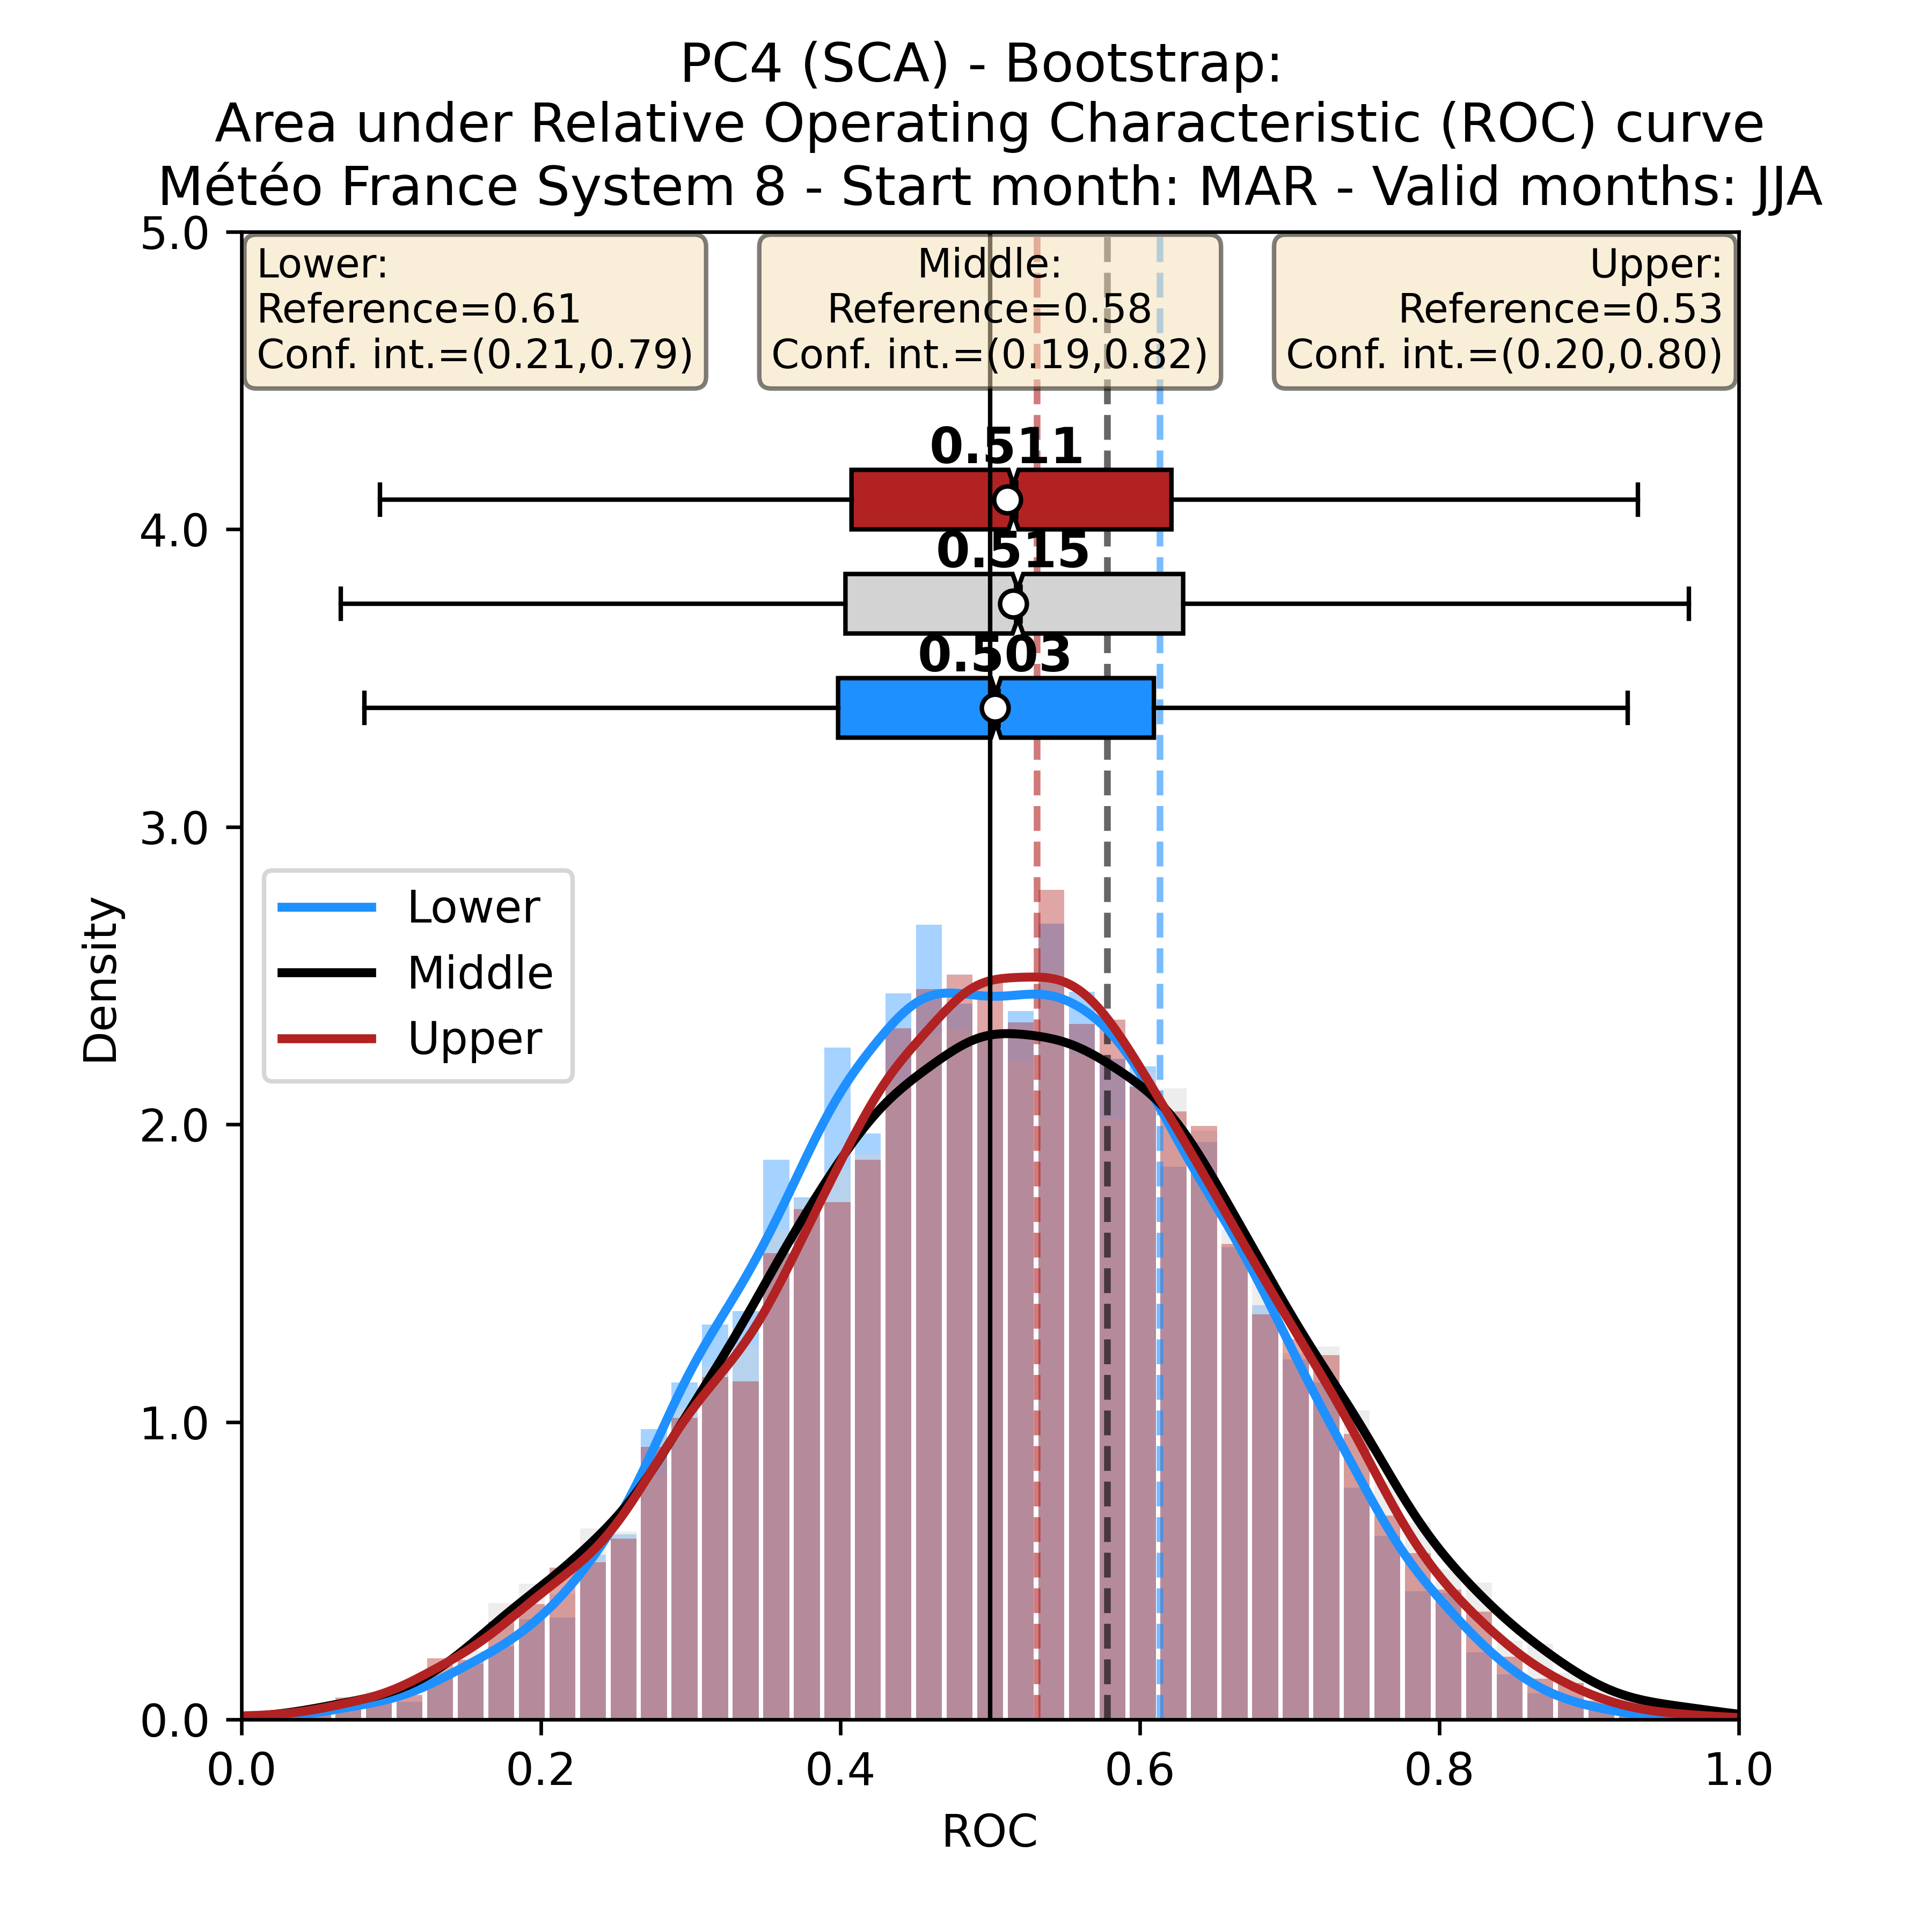 PC4 (SCA) - Bootstrap:
Area under Relative Operating Characteristic (ROC) curve
Météo France System 8 - Start month: MAR - Valid months: JJA
Lower:
Reference=0.61
Conf. int.=(0.21,0.79)
Middle:
Reference=0.58
Conf. int.=(0.19,0.82)
Upper:
Reference=0.53
Conf. int.=(0.20,0.80)
0.511
0.515
0.503
Lower
Middle
Upper
Density
5.0
4.0
3.0
2.0
1.0
0.0
0.0 0.2 0.4 0.6 0.8 1.0
ROC